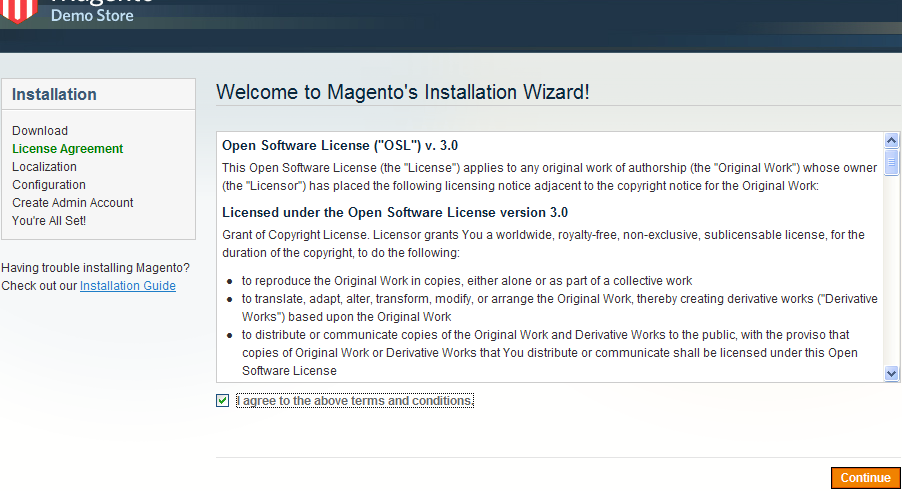 Demo Store
Installation
Download
License Agreement
Localization
Configuration
Create Admin Account
You're All Set!
Having trouble installing Magento?
Check out our Installation Guide
Welcome to Magento's Installation Wizard!
Open Software License ("OSL") v. 3.0
This Open Software License (the "License") applies to any original work of authorship (the "Original Work") whose owner
(the "Licensor") has placed the following licensing notice adjacent to the copyright notice for the Original Work:
Licensed under the Open Software License version 3.0
Grant of Copyright License. Licensor grants You a worldwide, royalty-free, non-exclusive, sublicensable license, for the
duration of the copyright, to do the following:
to reproduce the Original Work in copies, either alone or as part of a collective work
to translate, adapt, alter, transform, modify, or arrange the Original Work, thereby creating derivative works ("Derivative
Works") based upon the Original Work
to distribute or communicate copies of the Original Work and Derivative Works to the public, with the proviso that
copies of Original Work or Derivative Works that You distribute or communicate shall be licensed under this Open
Software License
I agree to the above terms and conditions.
Continue